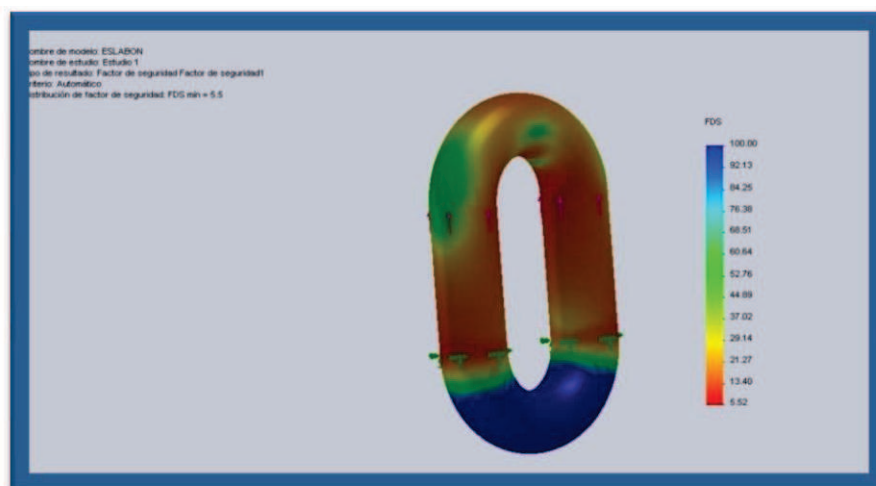 ombre de modelo: ESLABON
ombre de estudio: Estudio 1
ipo de resultado: Factor de seguridad Factor de seguridad1
riterio: Automático
istribución de factor de seguridad: FDS mín = 5.5
FDS
100.00
92.13
84.25
76.38
68.51
60.64
52.76
44.89
37.02
29.14
21.27
13.40
5.52